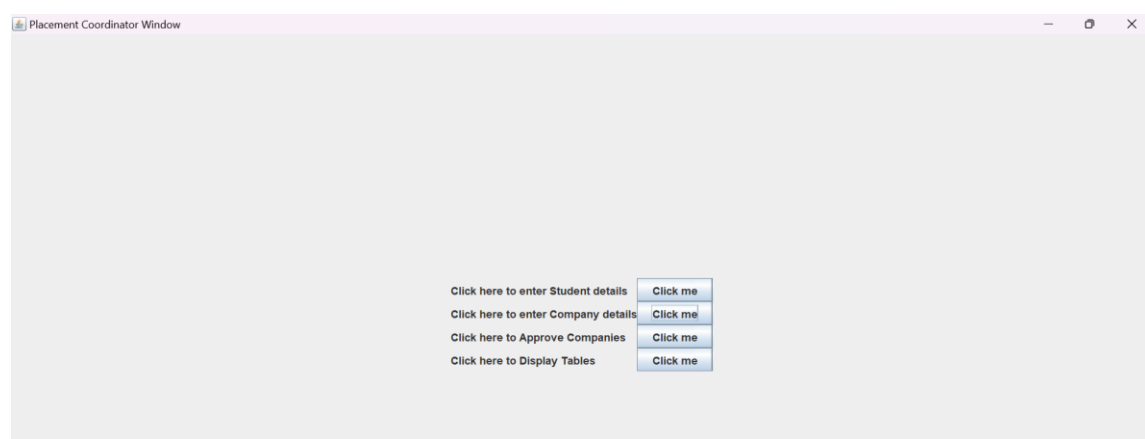 Placement Coordinator Window
Click here to enter Student details Click me
Click here to enter Company details Click me
Click here to Approve Companies Click me
Click here to Display Tables Click me